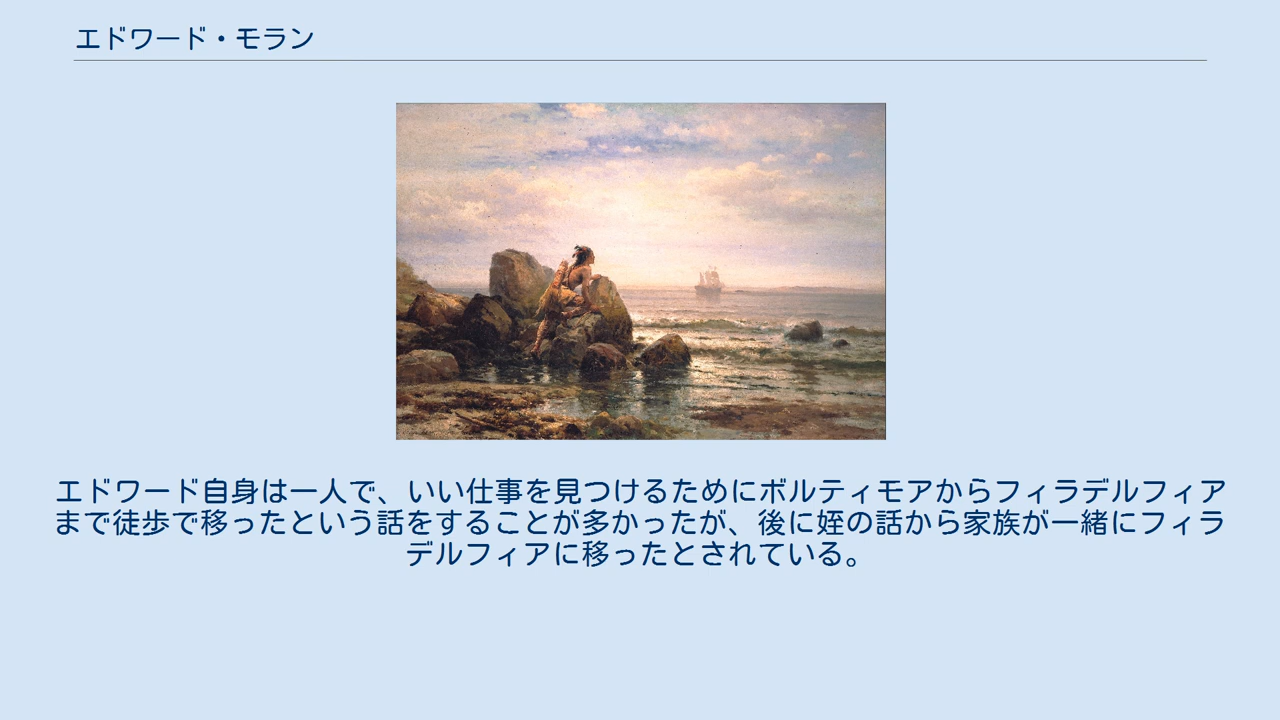 エドワード・モラン
エドワード自身は一人で、いい仕事を見つけるためにボルティモアからフィラデルフィア
まで徒歩で移ったという話をすることが多かったが、後に姪の話から家族が一緒にフィラ
デルフィアに移ったとされている。